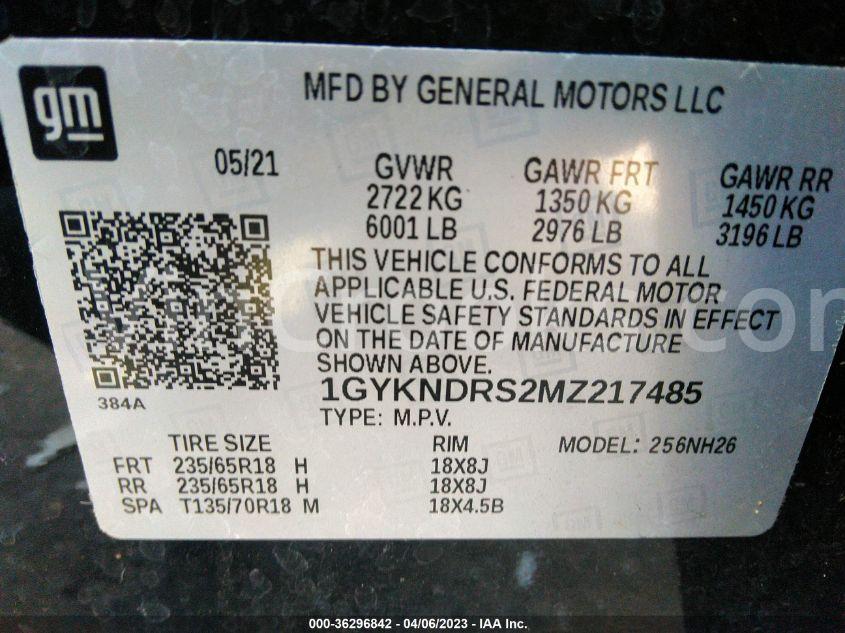 gm
MFD BY GENERAL MOTORS LLC
05/21 GVWR GAWR FRT GAWR RR
2722 KG 1350 KG 1450 KG
6001 LB 2976 LB 3196 LB
THIS VEHICLE CONFORMS TO ALL
APPLICABLE U.S. FEDERAL MOTOR
VEHICLE SAFETY STANDARDS IN EFFECT
ON THE DATE OF MANUFACTURE
SHOWN ABOVE.
384A 1GYKNDRS2MZ217485
TYPE: M.P.V.
TIRE SIZE RIM MODEL: 256NH26
FRT 235/65R18 H 18X8J
RR 235/65R18 H 18X8J
SPA T135/70R18 M 18X4.5B
000-36296842 - 04/06/2023 - IAA Inc.